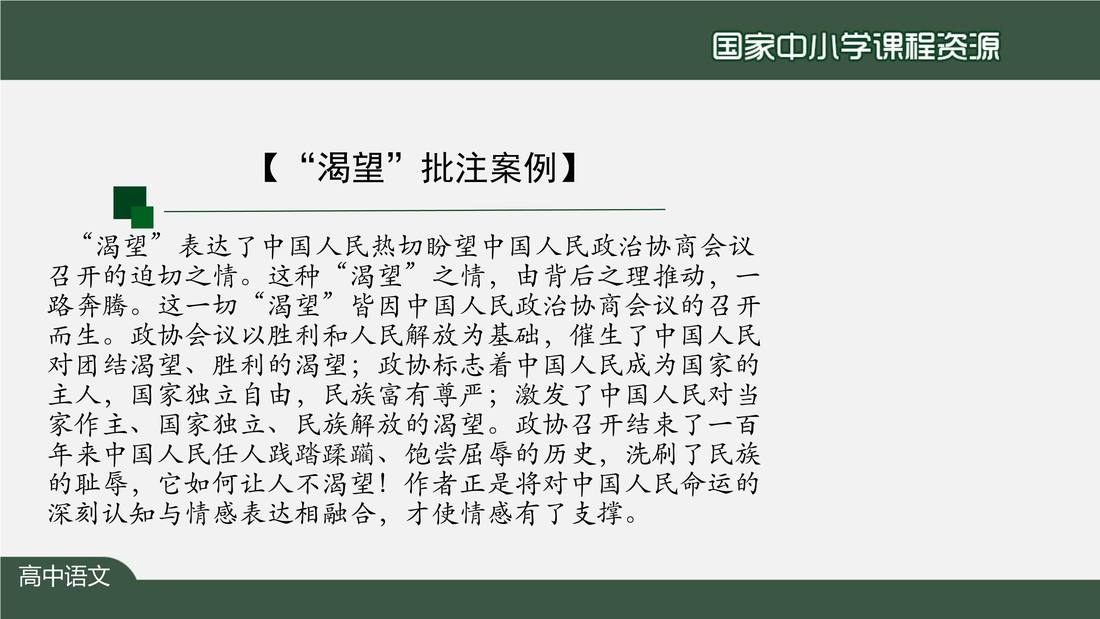 国家中小学课程资源
【“渴望”批注案例】
“渴望”表达了中国人民热切盼望中国人民政治协商会议
召开的迫切之情。这种“渴望”之情，由背后之理推动，一
路奔腾。这一切“渴望”皆因中国人民政治协商会议的召开
而生。政协会议以胜利和人民解放为基础，催生了中国人民
对团结渴望、胜利的渴望；政协标志着中国人民成为国家的
主人，国家独立自由，民族富有尊严；激发了中国人民对当
家作主、国家独立、民族解放的渴望。政协召开结束了一百
年来中国人民任人践踏蹂躏、饱尝屈辱的历史，洗刷了民族
的耻辱，它如何让人不渴望！作者正是将对中国人民命运的
深刻认知与情感表达相融合，才使情感有了支撑。
高中语文